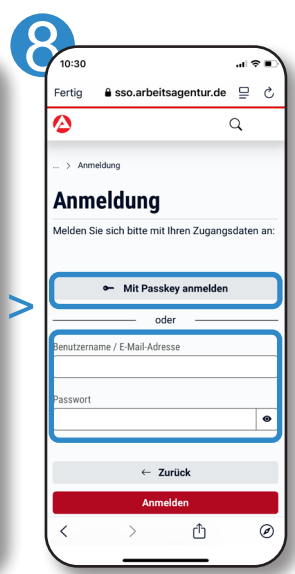 8
10:30
Fertig sso.arbeitsagentur.de
... > Anmeldung
Anmeldung
Melden Sie sich bitte mit Ihren Zugangsdaten an:
Mit Passkey anmelden
oder
Benutzername / E-Mail-Adresse
Passwort
← Zurück
Anmelden